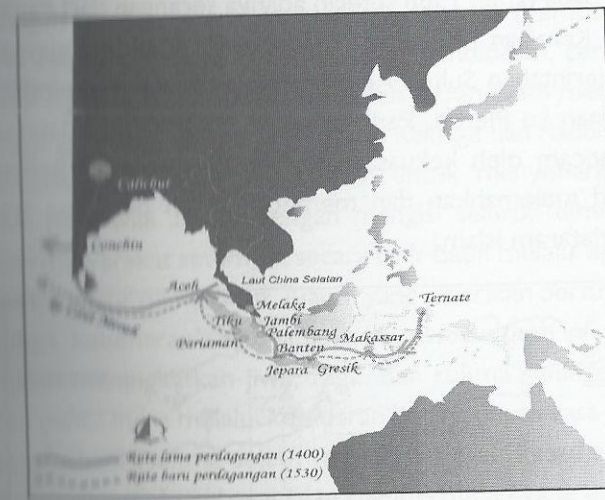 Calicut
Conchin
Aceh
Laut China Selatan
Melaka
Ternate
Tiku
Jambi
Palembang
Pariaman
Makassar
Banten
Jepara Gresik
Rute lama perdagangan (1400)
Rute baru perdagangan (1530)